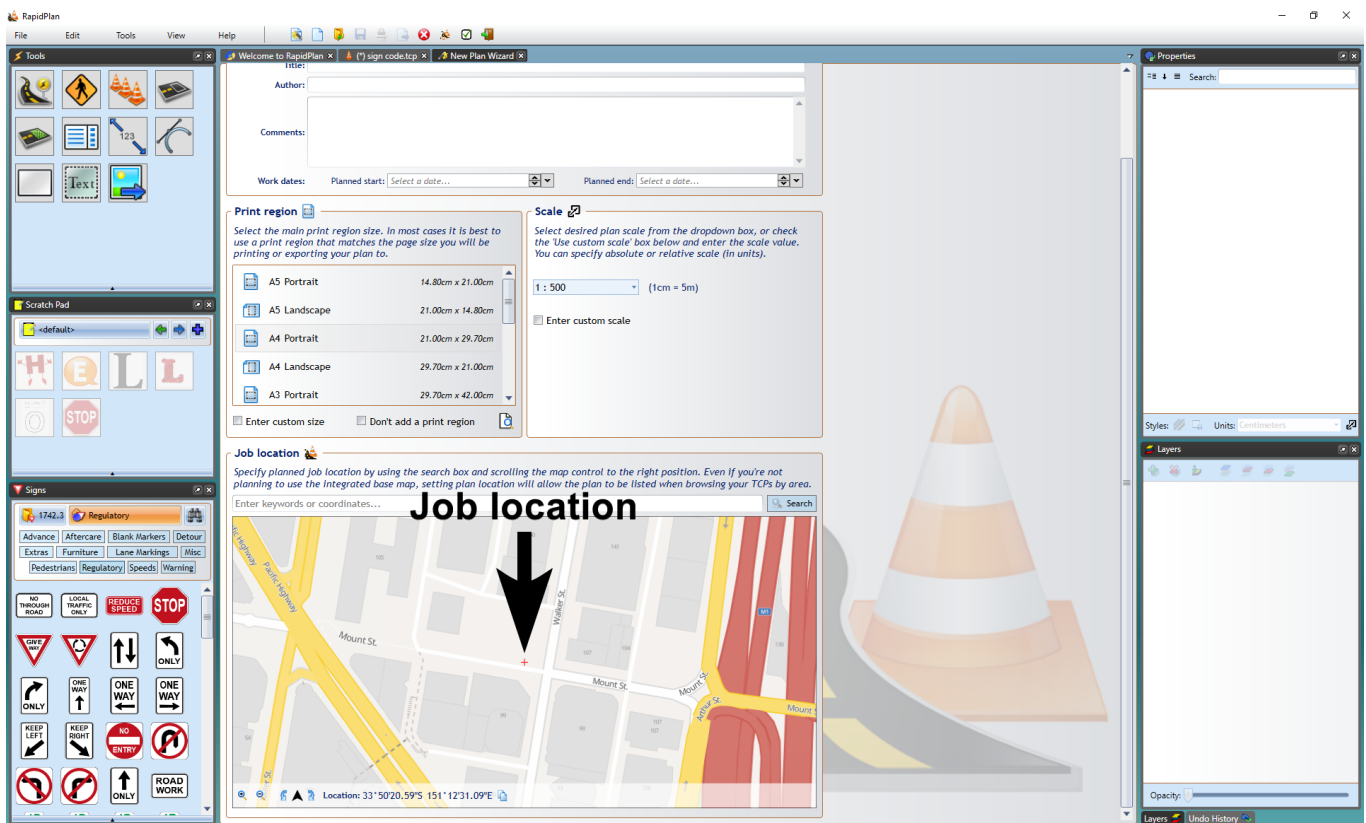 RapidPlan
File Edit Tools View Help
Tools
Welcome to RapidPlan (*) sign code.tcp New Plan Wizard
Properties
Title:
Search:
Author:
Comments:
123
Text
Work dates: Planned start: Select a date... Planned end: Select a date...
Print region
Select the main print region size. In most cases it is best to
use a print region that matches the page size you will be
printing or exporting your plan to.
A5 Portrait 14.80cm x 21.00cm
A5 Landscape 21.00cm x 14.80cm
A4 Portrait 21.00cm x 29.70cm
A4 Landscape 29.70cm x 21.00cm
A3 Portrait 29.70cm x 42.00cm
Enter custom size Don't add a print region
Scale
Select desired plan scale from the dropdown box, or check
the 'Use custom scale' box below and enter the scale value.
You can specify absolute or relative scale (in units).
1 : 500 (1cm = 5m)
Enter custom scale
Scratch Pad
<default>
H E L L
O STOP
Styles: Units: Centimeters
Layers
Job location
Specify planned job location by using the search box and scrolling the map control to the right position. Even if you're not
planning to use the integrated base map, setting plan location will allow the plan to be listed when browsing your TCPs by area.
Enter keywords or coordinates... Search
Job location
Pacific Highway
Pacific Highway
Walker St.
Mount St.
Mount St.
Mount St.
Mount S
Arthur St.
M1
107
99
Location: 33°50'20.59"S 151°12'31.09"E
Signs
1742.3 Regulatory
Advance Aftercare Blank Markers Detour
Extras Furniture Lane Markings Misc
Pedestrians Regulatory Speeds Warning
NO THROUGH ROAD
LOCAL TRAFFIC ONLY
REDUCE SPEED
STOP
GIVE WAY
ONLY
ONLY
ONE WAY
ONE WAY
ONE WAY
KEEP LEFT
KEEP RIGHT
NO ENTRY
ONLY
ROAD WORK
Opacity:
Layers Undo History